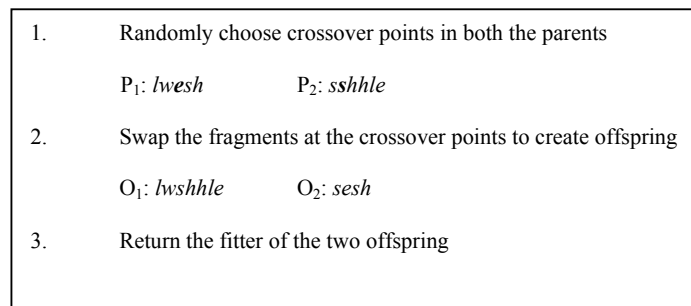 1. Randomly choose crossover points in both the parents
P1: lwesh P2: sshhle
2. Swap the fragments at the crossover points to create offspring
O1: lwshhle O2: sesh
3. Return the fitter of the two offspring